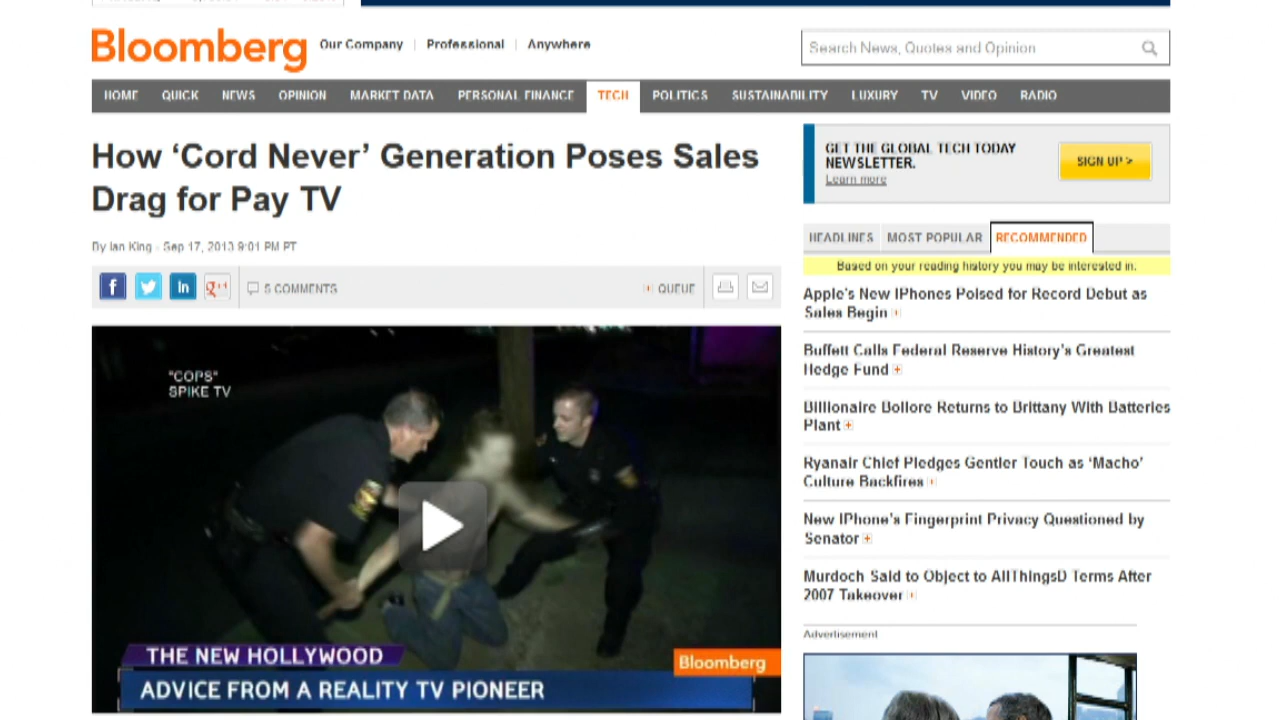 Bloomberg
Our Company
Professional
Anywhere
Search News, Quotes and Opinion
HOME QUICK NEWS OPINION MARKET DATA PERSONAL FINANCE TECH POLITICS SUSTAINABILITY LUXURY TV VIDEO RADIO
How ‘Cord Never’ Generation Poses Sales
Drag for Pay TV
By Ian King - Sep 17, 2013 9:01 PM PT
5 COMMENTS
QUEUE
"COPS"
SPIKE TV
THE NEW HOLLYWOOD
Bloomberg
ADVICE FROM A REALITY TV PIONEER
GET THE GLOBAL TECH TODAY
NEWSLETTER.
Learn more
SIGN UP >
HEADLINES MOST POPULAR RECOMMENDED
Based on your reading history you may be interested in:
Apple's New iPhones Poised for Record Debut as
Sales Begin
Buffett Calls Federal Reserve History's Greatest
Hedge Fund
Billionaire Bollore Returns to Brittany With Batteries
Plant
Ryanair Chief Pledges Gentler Touch as ‘Macho’
Culture Backfires
New iPhone's Fingerprint Privacy Questioned by
Senator
Murdoch Said to Object to AllThingsD Terms After
2007 Takeover
Advertisement